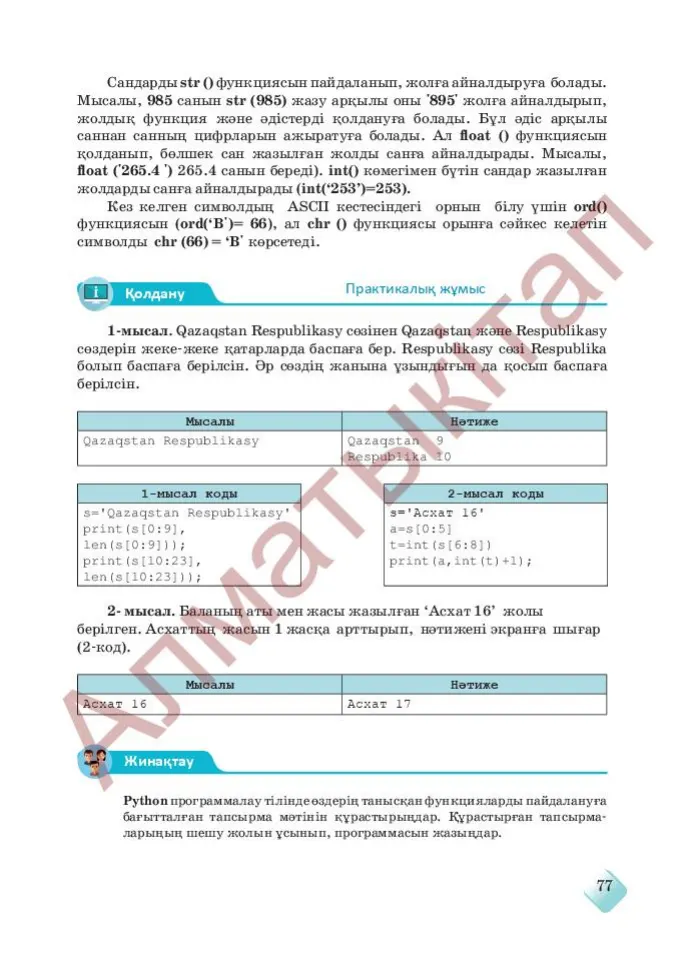 Сандарды str () функциясын пайдаланып, жолға айналдыруға болады.
Мысалы, 985 санын str (985) жазу арқылы оны '895' жолға айналдырып,
жолдық функция және әдістерді қолдануға болады. Бұл әдіс арқылы
саннан санның цифрларын ажыратуға болады. Ал float () функциясын
қолданып, бөлшек сан жазылған жолды санға айналдырады. Мысалы,
float ('265.4 ') 265.4 санын береді). int() көмегімен бүтін сандар жазылған
жолдарды санға айналдырады (int(‘253’)=253).
Кез келген символдың ASCII кестесіндегі орнын білу үшін ord()
функциясын (ord(‘B')= 66), ал chr () функциясы орынға сәйкес келетін
символды chr (66) = ‘B' көрсетеді.
i Қолдану
Практикалық жұмыс
1-мысал. Qazaqstan Respublikasy сөзінен Qazaqstan және Respublikasy
сөздерін жеке-жеке қатарларда баспаға бер. Respublikasy сөзі Respublika
болып баспаға берілсін. Әр сөздің жанына ұзындығын да қосып баспаға
берілсін.
Мысалы Нәтиже
Qazaqstan Respublikasy Qazaqstan 9
Respublika 10
1-мысал коды
s='Qazaqstan Respublikasy'
print(s[0:9],
len(s[0:9]));
print(s[10:23],
len(s[10:23]));
2-мысал коды
s='Асхат 16'
a=s[0:5]
t=int(s[6:8])
print(a,int(t)+1);
2- мысал. Баланың аты мен жасы жазылған ‘Асхат 16’ жолы
берілген. Асхаттың жасын 1 жасқа арттырып, нәтижені экранға шығар
(2-код).
Мысалы Нәтиже
Асхат 16 Асхат 17
Жинақтау
Python программалау тілінде өздерің танысқан функцияларды пайдалануға
бағытталған тапсырма мәтінін құрастырыңдар. Құрастырған тапсырма-
ларыңың шешу жолын ұсынып, программасын жазыңдар.
77
Алматыкітап